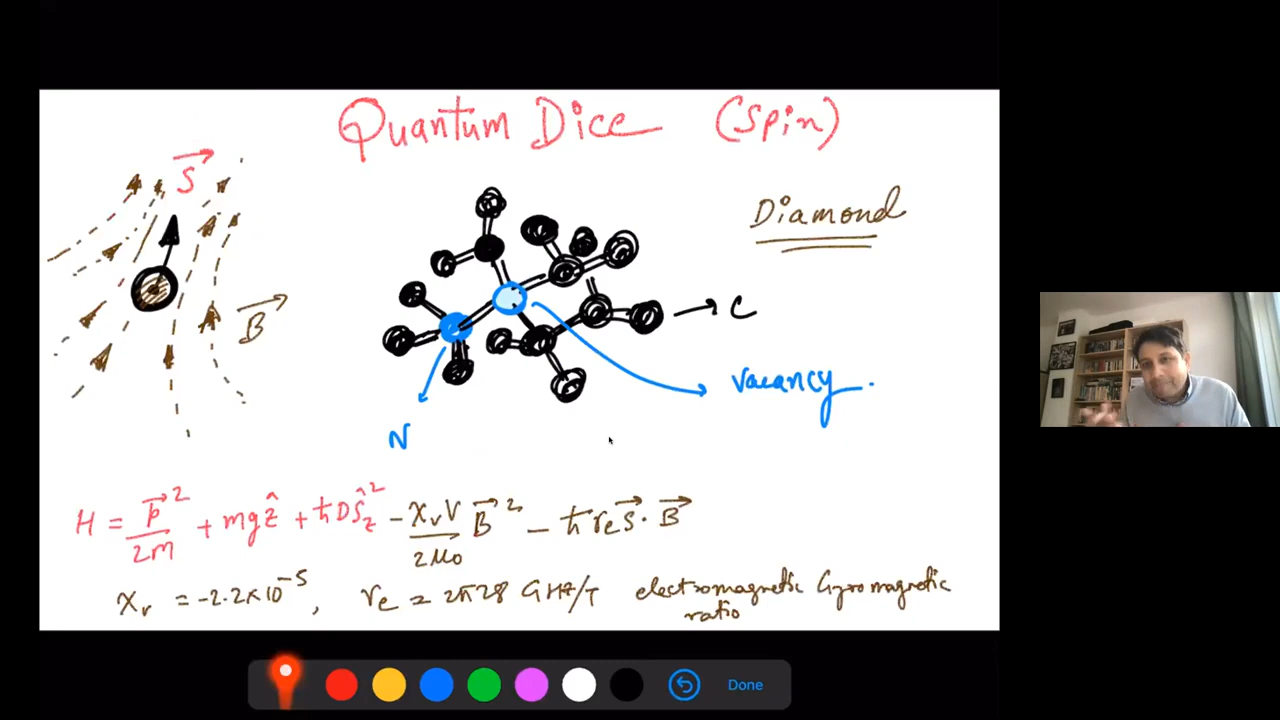 Quantum Dice (Spin)
S
Diamond
B
C
vacancy.
N
H = p²/2m + mgẑ + ħDŜz² - χvV/2μ0 B² - ħγe S·B
χv = -2.2×10⁻⁵, γe = 2π28 GHz/T electromagnetic Gyromagnetic
ratio
Done